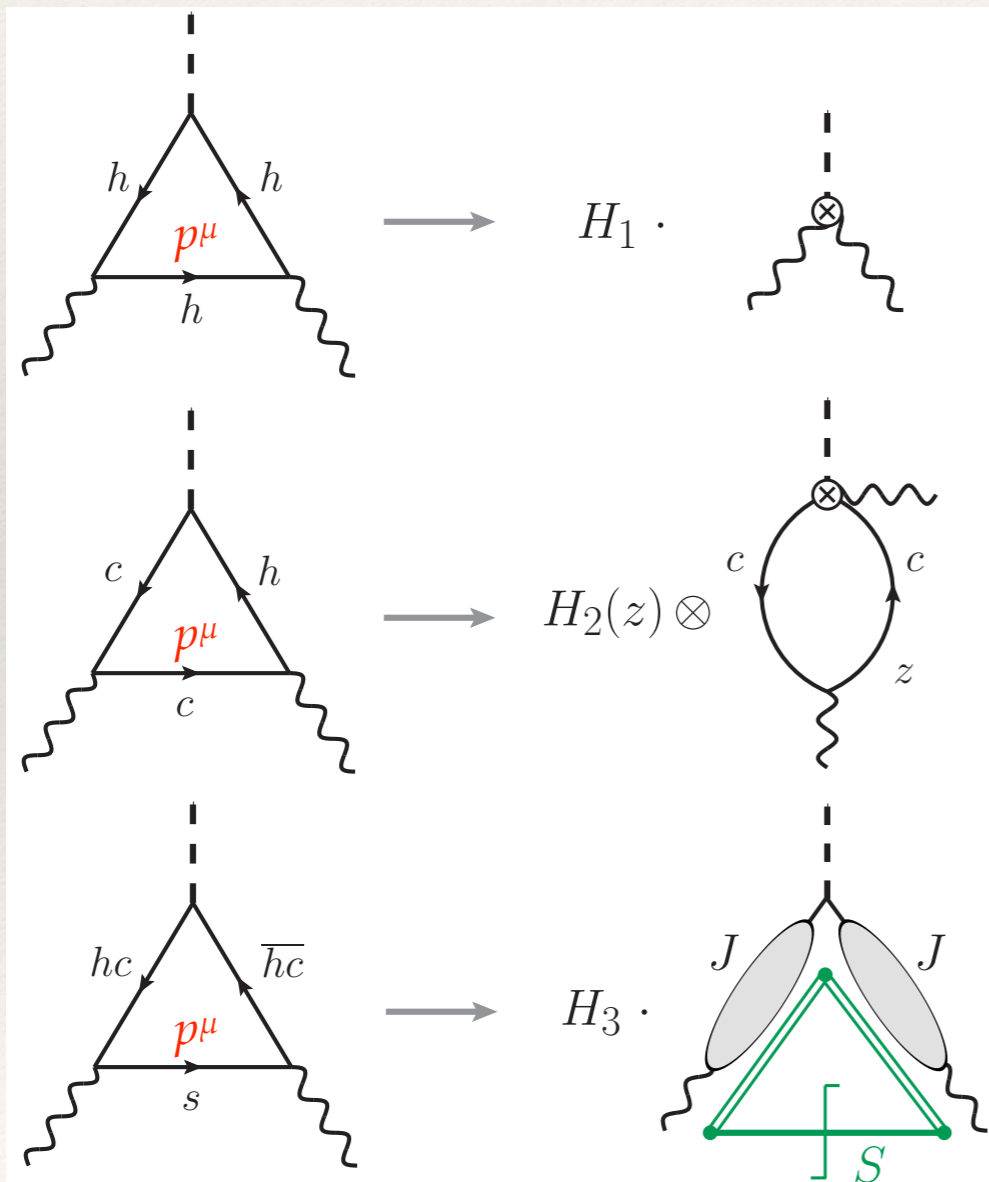 h h
p^μ
h
H_1 ·
⊗
c h
p^μ
c
H_2(z) ⊗
⊗
c c
z
hc \overline{hc}
p^μ
s
H_3 ·
J J
S